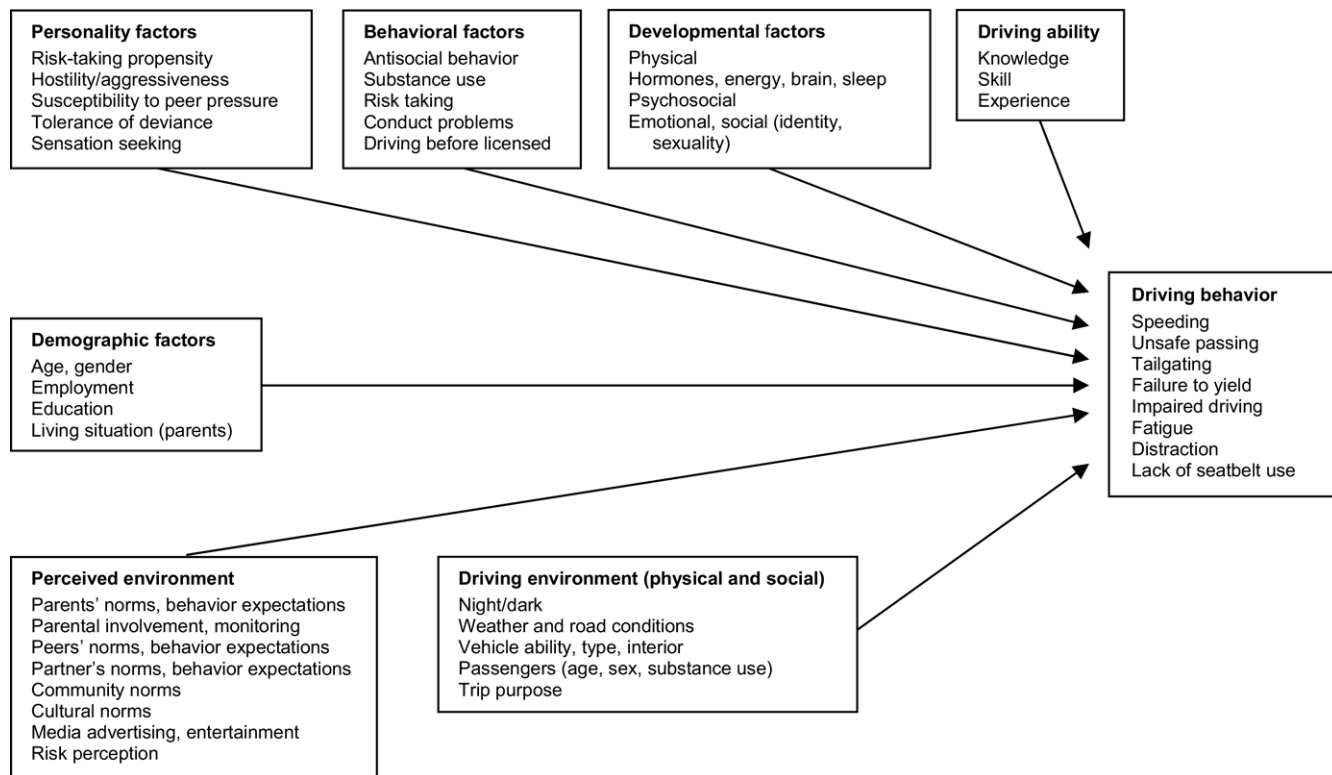 Personality factors
Risk-taking propensity
Hostility/aggressiveness
Susceptibility to peer pressure
Tolerance of deviance
Sensation seeking
Behavioral factors
Antisocial behavior
Substance use
Risk taking
Conduct problems
Driving before licensed
Developmental factors
Physical
Hormones, energy, brain, sleep
Psychosocial
Emotional, social (identity,
sexuality)
Driving ability
Knowledge
Skill
Experience
Driving behavior
Speeding
Unsafe passing
Tailgating
Failure to yield
Impaired driving
Fatigue
Distraction
Lack of seatbelt use
Demographic factors
Age, gender
Employment
Education
Living situation (parents)
Perceived environment
Parents’ norms, behavior expectations
Parental involvement, monitoring
Peers’ norms, behavior expectations
Partner’s norms, behavior expectations
Community norms
Cultural norms
Media advertising, entertainment
Risk perception
Driving environment (physical and social)
Night/dark
Weather and road conditions
Vehicle ability, type, interior
Passengers (age, sex, substance use)
Trip purpose